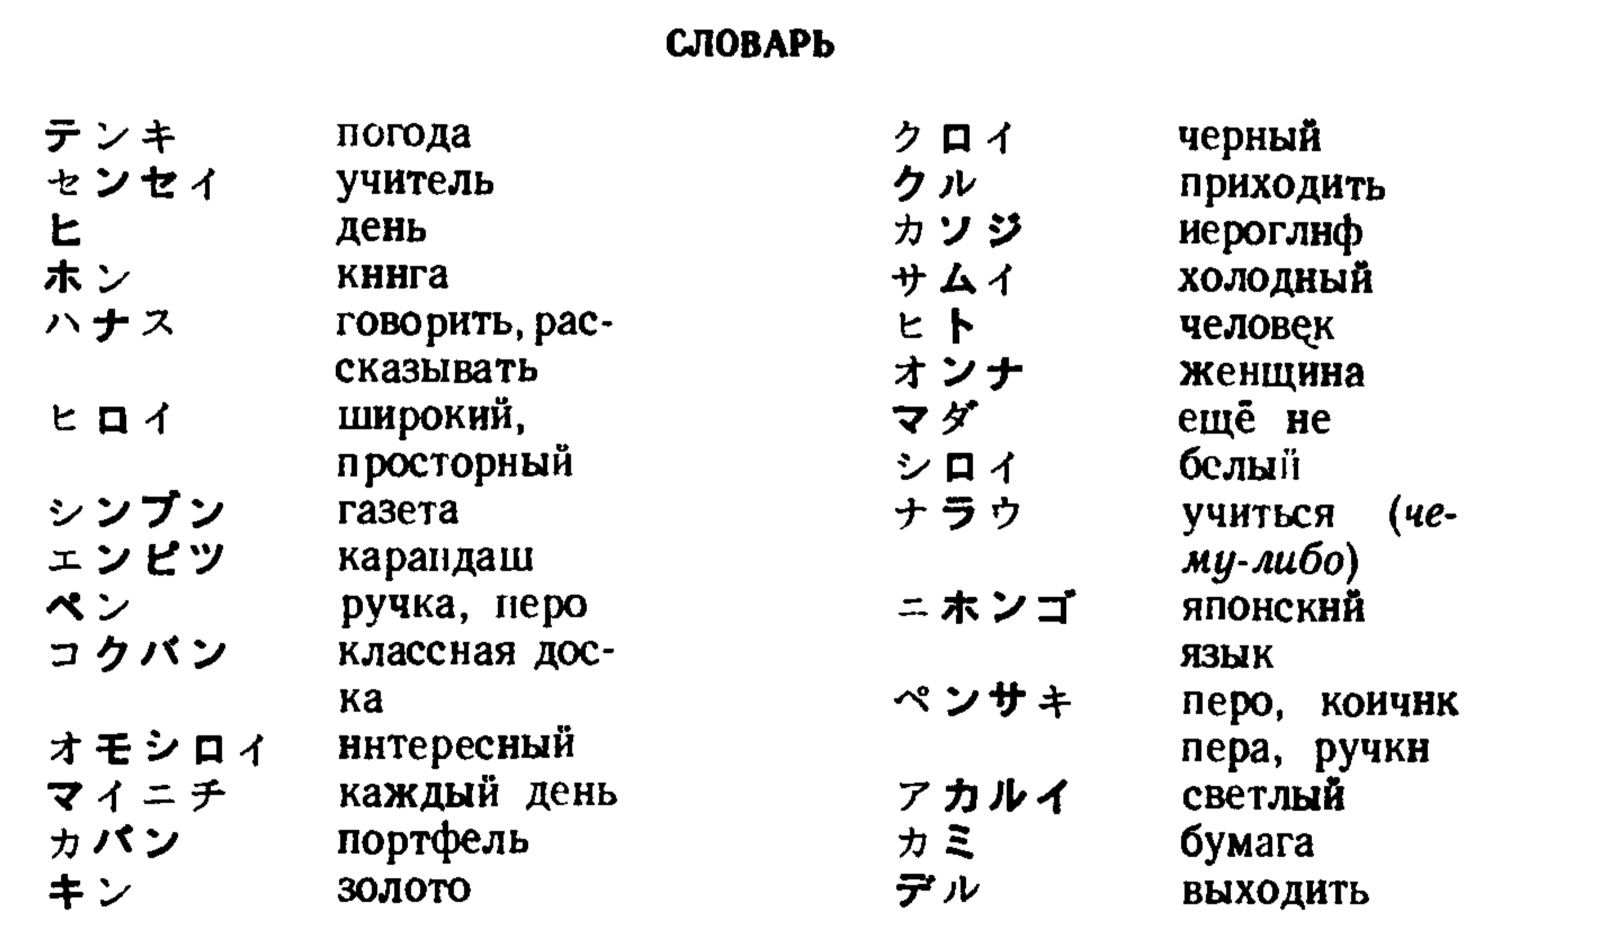 СЛОВАРЬ
テンキ погода
センセイ учитель
ヒ день
ホン книга
ハナス говорить, рас-
сказывать
ヒロイ широкий,
просторный
シンブン газета
エンピツ карандаш
ペン ручка, перо
コクバン классная дос-
ка
オモシロイ интересный
マイニチ каждый день
カバン портфель
キン золото
クロイ черный
クル приходить
カソジ иероглиф
サムイ холодный
ヒト человек
オンナ женщина
マダ ещё не
シロイ белый
ナラウ учиться (че-
му-либо)
ニホンゴ японский
язык
ペンサキ перо, кончик
пера, ручки
アカルイ светлый
カミ бумага
デル выходить